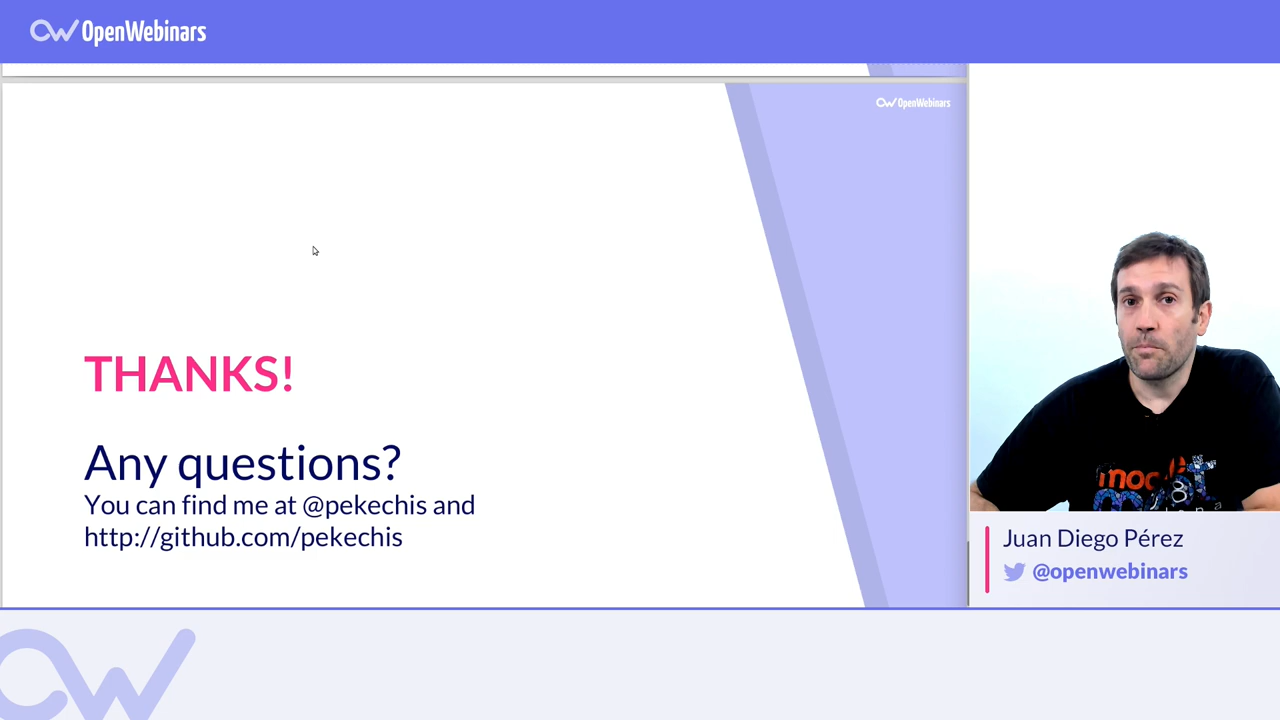 OpenWebinars
OpenWebinars
THANKS!
Any questions?
You can find me at @pekechis and
http://github.com/pekechis
Juan Diego Pérez
@openwebinars